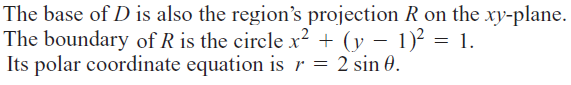 The base of D is also the region’s projection R on the xy-plane.
The boundary of R is the circle x² + (y − 1)² = 1.
Its polar coordinate equation is r = 2 sin θ.